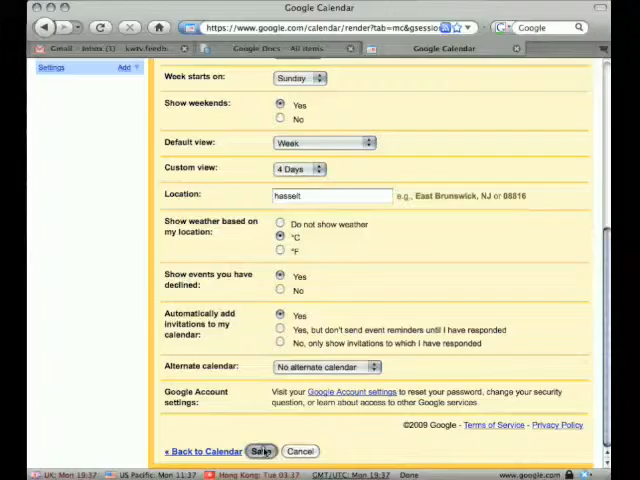 Google Calendar
https://www.google.com/calendar/render?tab=mc&gsessio
Google
Gmail - Inbox ( kwtv.feedb
Google Docs - All items
Google Calendar
Settings
Add
Week starts on:
Sunday
Show weekends:
Yes
No
Default view:
Week
Custom view:
4 Days
Location:
hasselt
e.g., East Brunswick, NJ or 08816
Show weather based on
my location:
Do not show weather
°C
°F
Show events you have
declined:
Yes
No
Automatically add
invitations to my
calendar:
Yes
Yes, but don't send event reminders until I have responded
No, only show invitations to which I have responded
Alternate calendar:
No alternate calendar
Google Account
settings:
Visit your Google Account settings to reset your password, change your security
question, or learn about access to other Google services
©2009 Google - Terms of Service - Privacy Policy
« Back to Calendar
Save
Cancel
UK: Mon 19:37
US Pacific: Mon 11:37
Hong Kong: Tue 03:37
GMT/UTC: Mon 19:37
Done
www.google.com